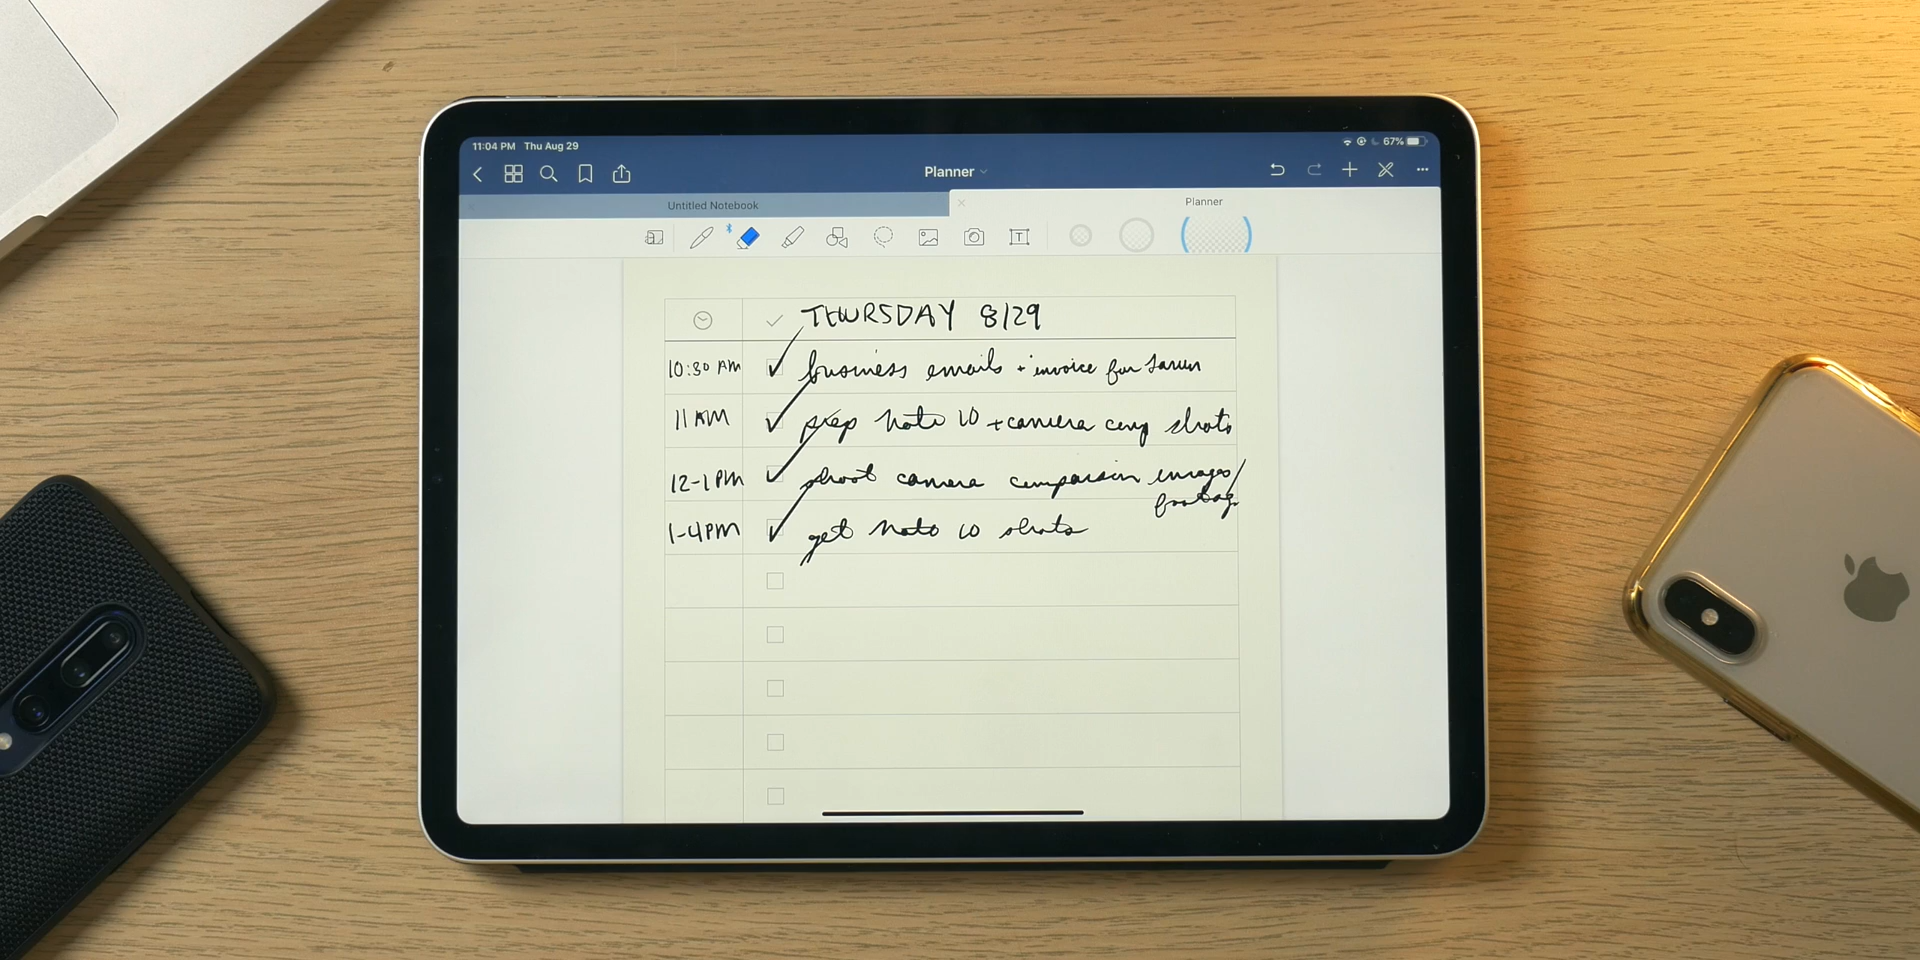 11:04 PM Thu Aug 29
67%
Planner
Untitled Notebook
Planner
T
THURSDAY 8/29
10:30 AM business emails + invoice for
11 AM prep Note 10 + camera comp shots
12-1 PM shoot camera comparison images/
footage
1-4 PM get Note 10 shots